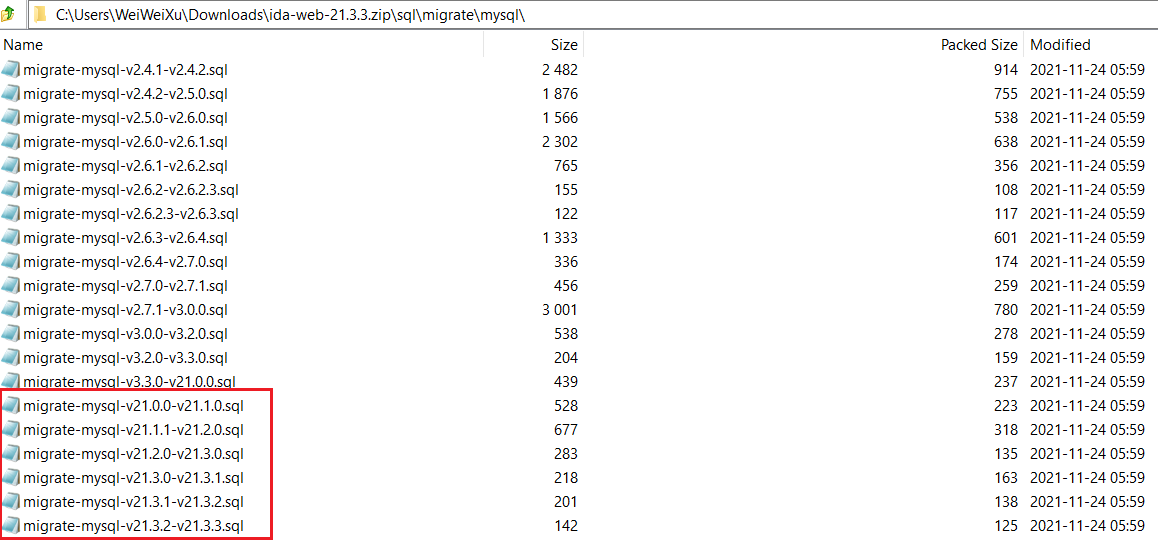 C:\Users\WeiWeiXu\Downloads\ida-web-21.3.3.zip\sql\migrate\mysql\
Name Size Packed Size Modified
migrate-mysql-v2.4.1-v2.4.2.sql 2 482 914 2021-11-24 05:59
migrate-mysql-v2.4.2-v2.5.0.sql 1 876 755 2021-11-24 05:59
migrate-mysql-v2.5.0-v2.6.0.sql 1 566 538 2021-11-24 05:59
migrate-mysql-v2.6.0-v2.6.1.sql 2 302 638 2021-11-24 05:59
migrate-mysql-v2.6.1-v2.6.2.sql 765 356 2021-11-24 05:59
migrate-mysql-v2.6.2-v2.6.2.3.sql 155 108 2021-11-24 05:59
migrate-mysql-v2.6.2.3-v2.6.3.sql 122 117 2021-11-24 05:59
migrate-mysql-v2.6.3-v2.6.4.sql 1 333 601 2021-11-24 05:59
migrate-mysql-v2.6.4-v2.7.0.sql 336 174 2021-11-24 05:59
migrate-mysql-v2.7.0-v2.7.1.sql 456 259 2021-11-24 05:59
migrate-mysql-v2.7.1-v3.0.0.sql 3 001 780 2021-11-24 05:59
migrate-mysql-v3.0.0-v3.2.0.sql 538 278 2021-11-24 05:59
migrate-mysql-v3.2.0-v3.3.0.sql 204 159 2021-11-24 05:59
migrate-mysql-v3.3.0-v21.0.0.sql 439 237 2021-11-24 05:59
migrate-mysql-v21.0.0-v21.1.0.sql 528 223 2021-11-24 05:59
migrate-mysql-v21.1.1-v21.2.0.sql 677 318 2021-11-24 05:59
migrate-mysql-v21.2.0-v21.3.0.sql 283 135 2021-11-24 05:59
migrate-mysql-v21.3.0-v21.3.1.sql 218 163 2021-11-24 05:59
migrate-mysql-v21.3.1-v21.3.2.sql 201 138 2021-11-24 05:59
migrate-mysql-v21.3.2-v21.3.3.sql 142 125 2021-11-24 05:59